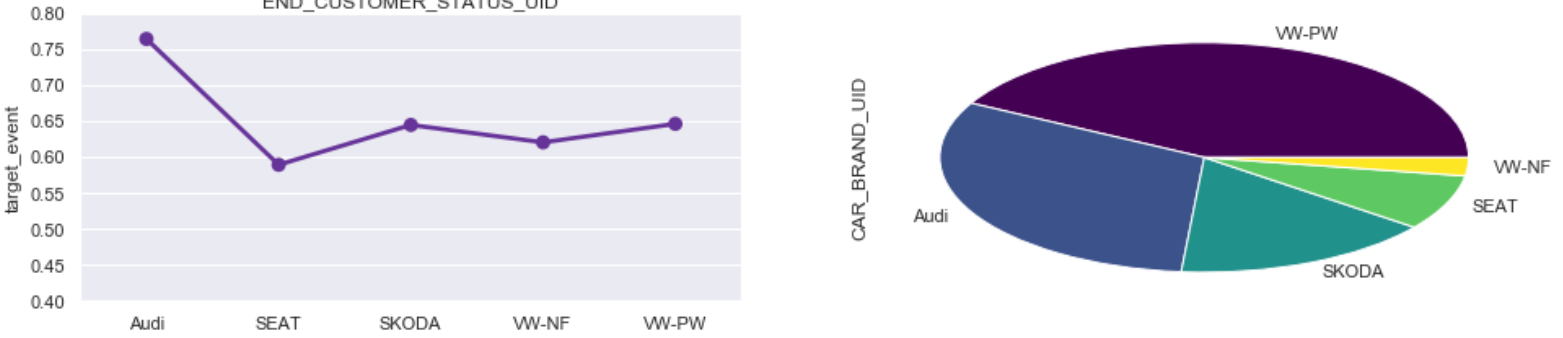 END_CUSTOMER_STATUS_UID
target_event
0.80
0.75
0.70
0.65
0.60
0.55
0.50
0.45
0.40
Audi SEAT SKODA VW-NF VW-PW
CAR_BRAND_UID
VW-PW
VW-NF
SEAT
Audi
SKODA